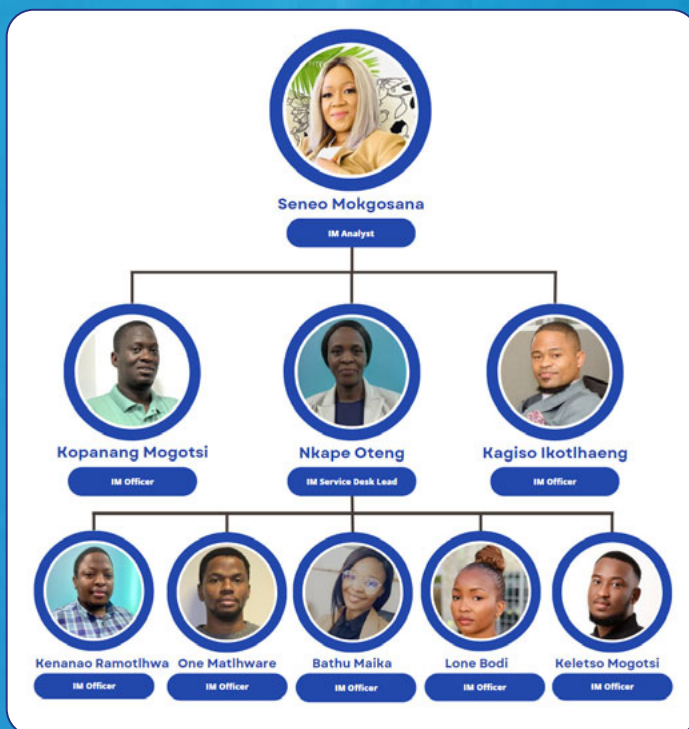 Seneo Mokgosana
IM Analyst
Kopanang Mogotsi
IM Officer
Nkape Oteng
IM Service Desk Lead
Kagiso Ikotlhaeng
IM Officer
Kenanao Ramotlhwa
IM Officer
One Matlhware
IM Officer
Bathu Maika
IM Officer
Lone Bodi
IM Officer
Keletso Mogotsi
IM Officer